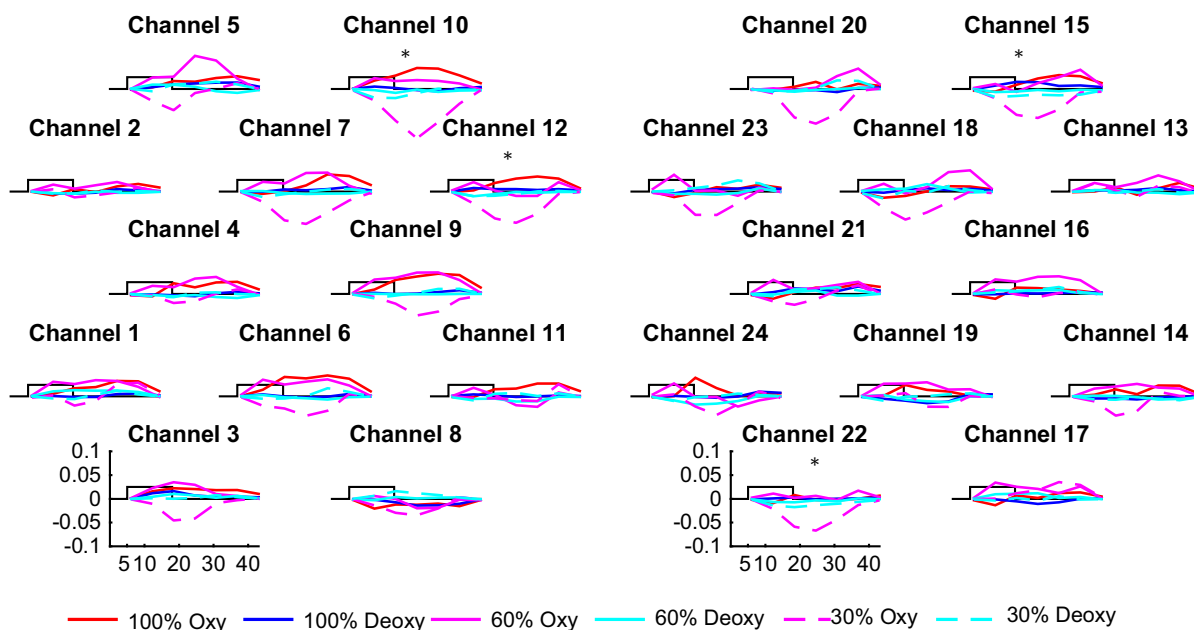 Channel 5 Channel 10 Channel 20 Channel 15
* *
Channel 2 Channel 7 Channel 12 Channel 23 Channel 18 Channel 13
*
Channel 4 Channel 9 Channel 21 Channel 16
Channel 1 Channel 6 Channel 11 Channel 24 Channel 19 Channel 14
Channel 3 Channel 8 Channel 22 Channel 17
0.1 0.1
*
0.05 0.05
0 0
-0.05 -0.05
-0.1 -0.1
5 10 20 30 40 5 10 20 30 40
100% Oxy 100% Deoxy 60% Oxy 60% Deoxy 30% Oxy 30% Deoxy